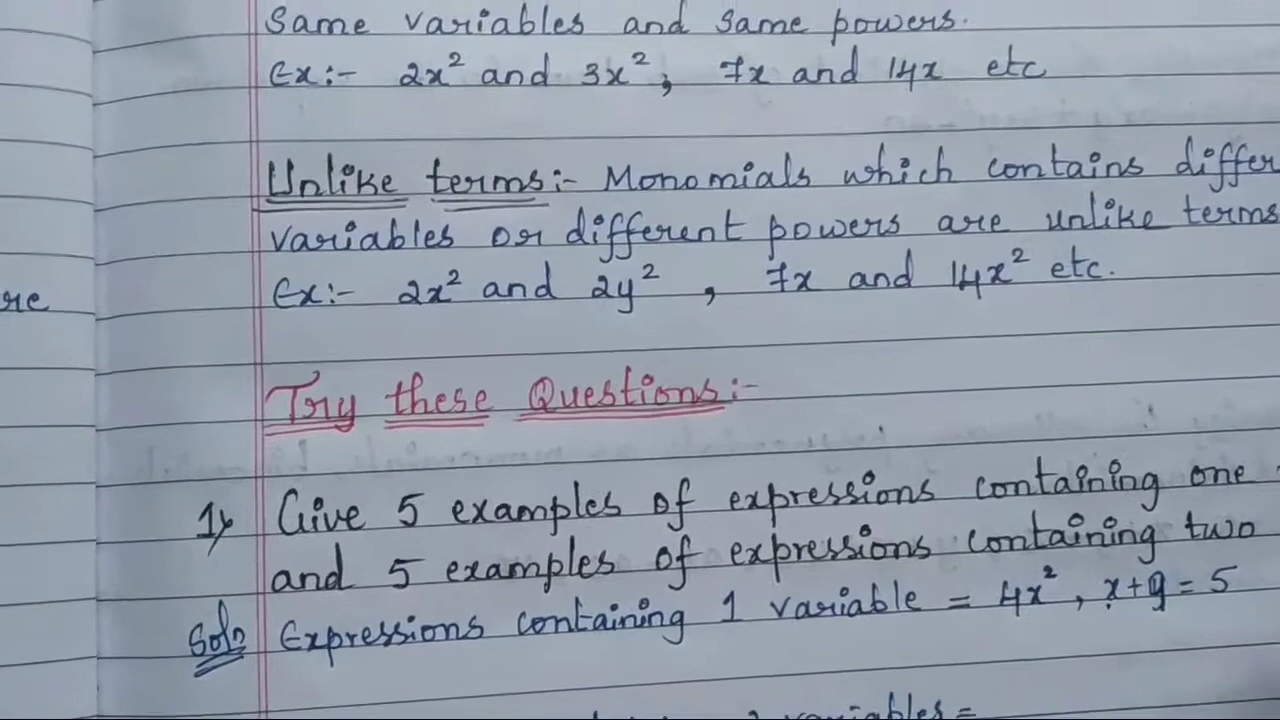 Same variables and same powers.
Ex:- 2x² and 3x², 7x and 14x etc
Unlike terms:- Monomials which contains differ
variables or different powers are unlike terms
re
Ex:- 2x² and 2y² , 7x and 14x² etc.
Try these Questions:-
1) Give 5 examples of expressions containing one
and 5 examples of expressions containing two
Soln Expressions containing 1 variable = 4x², x+9=5
variables =